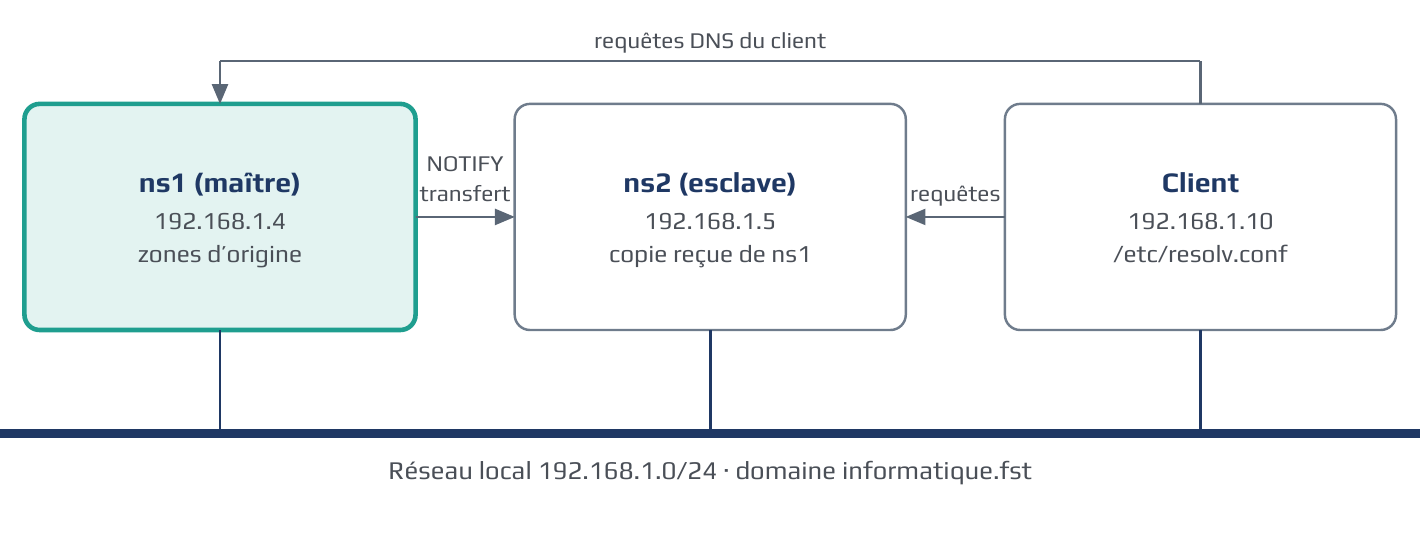 requêtes DNS du client
NOTIFY
transfert
requêtes
ns1 (maître)
192.168.1.4
zones d'origine
ns2 (esclave)
192.168.1.5
copie reçue de ns1
Client
192.168.1.10
/etc/resolv.conf
Réseau local 192.168.1.0/24 · domaine informatique.fst